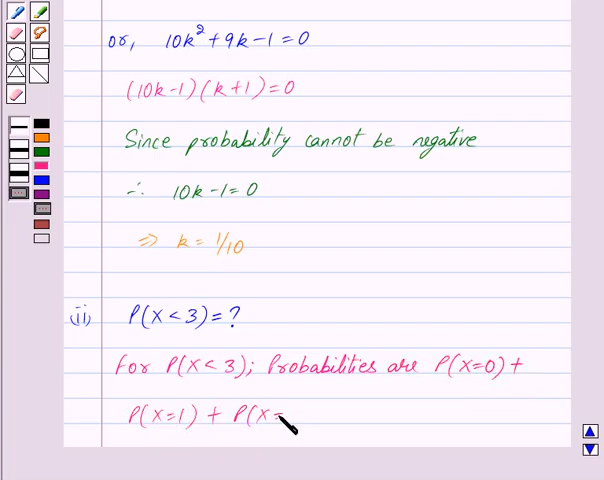 or, 10k² + 9k - 1 = 0
(10k - 1) (k + 1) = 0
Since probability cannot be negative
∴ 10k - 1 = 0
⇒ k = 1/10
(ii) P(X < 3) = ?
For P(X < 3); Probabilities are P(X=0) +
P(X=1) + P(X=